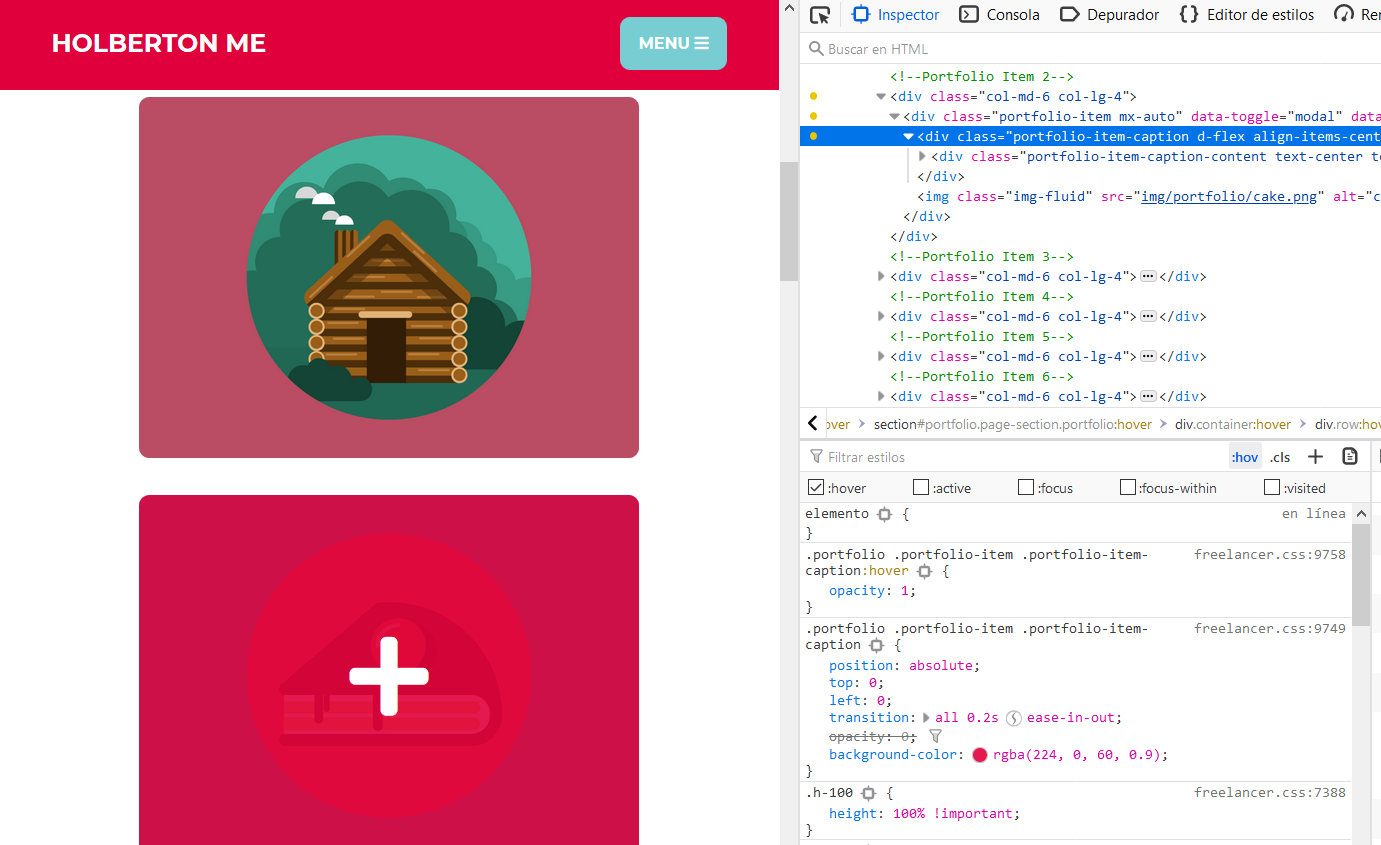 HOLBERTON ME
MENU
Inspector
Consola
Depurador
{} Editor de estilos
Buscar en HTML
<!--Portfolio Item 2-->
<div class="col-md-6 col-lg-4">
<div class="portfolio-item mx-auto" data-toggle="modal" data
<div class="portfolio-item-caption d-flex align-items-cent
<div class="portfolio-item-caption-content text-center t
</div>
<img class="img-fluid" src="img/portfolio/cake.png" alt="c
</div>
</div>
<!--Portfolio Item 3-->
<div class="col-md-6 col-lg-4"> ••• </div>
<!--Portfolio Item 4-->
<div class="col-md-6 col-lg-4"> ••• </div>
<!--Portfolio Item 5-->
<div class="col-md-6 col-lg-4"> ••• </div>
<!--Portfolio Item 6-->
<div class="col-md-6 col-lg-4"> ••• </div>
over > section#portfolio.page-section.portfolio:hover > div.container:hover > div.row:hov
Filtrar estilos
:hov .cls +
:hover :active :focus :focus-within :visited
elemento { en línea
}
.portfolio .portfolio-item .portfolio-item- freelancer.css:9758
caption:hover {
opacity: 1;
}
.portfolio .portfolio-item .portfolio-item- freelancer.css:9749
caption {
position: absolute;
top: 0;
left: 0;
transition: all 0.2s ease-in-out;
opacity: 0;
background-color: rgba(224, 0, 60, 0.9);
}
.h-100 { freelancer.css:7388
height: 100% !important;
}